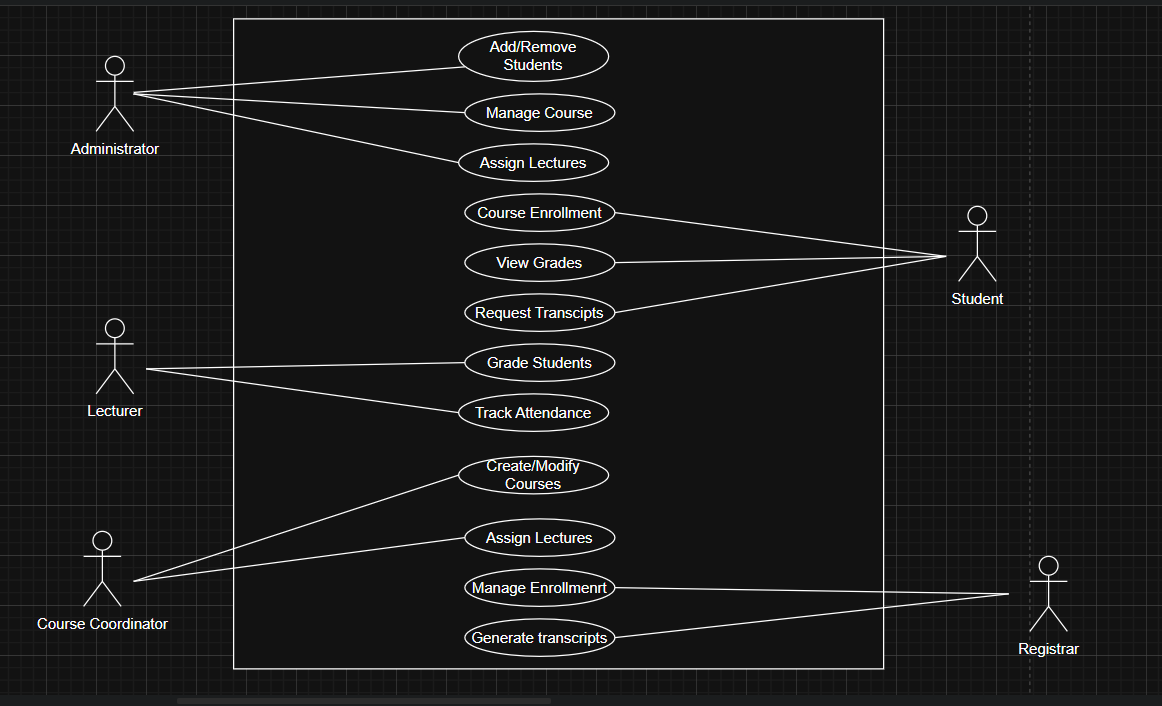 Add/Remove
Students
Manage Course
Administrator
Assign Lectures
Course Enrollment
View Grades
Student
Request Transcipts
Grade Students
Lecturer
Track Attendance
Create/Modify
Courses
Assign Lectures
Manage Enrollmenrt
Course Coordinator
Generate transcripts
Registrar